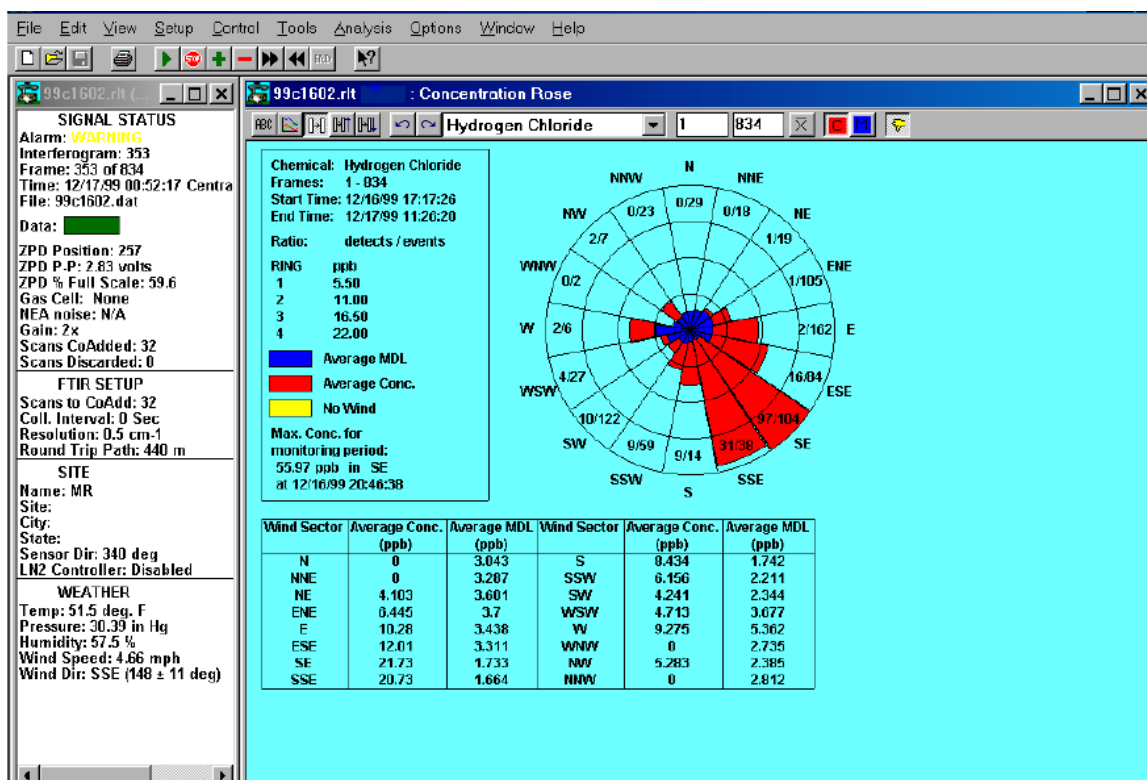 File Edit View Setup Control Tools Analysis Options Window Help
99c1602.rlt (...
SIGNAL STATUS
Alarm: WARNING
Interferogram: 353
Frame: 353 of 834
Time: 12/17/99 00:52:17 Centra
File: 99c1602.dat
Data:
ZPD Position: 257
ZPD P-P: 2.83 volts
ZPD % Full Scale: 59.6
Gas Cell: None
NEA noise: N/A
Gain: 2x
Scans CoAdded: 32
Scans Discarded: 0
FTIR SETUP
Scans to CoAdd: 32
Coll. Interval: 0 Sec
Resolution: 0.5 cm-1
Round Trip Path: 440 m
SITE
Name: MR
Site:
City:
State:
Sensor Dir: 340 deg
LN2 Controller: Disabled
WEATHER
Temp: 51.5 deg. F
Pressure: 30.39 in Hg
Humidity: 57.5 %
Wind Speed: 4.66 mph
Wind Dir: SSE (148 ± 11 deg)
99c1602.rlt : Concentration Rose
ABC Hydrogen Chloride 1 834 C M
Chemical: Hydrogen Chloride
Frames: 1 - 834
Start Time: 12/16/99 17:17:26
End Time: 12/17/99 11:26:20
Ratio: detects / events
RING ppb
1 5.50
2 11.00
3 16.50
4 22.00
Average MDL
Average Conc.
No Wind
Max. Conc. for
monitoring period:
55.97 ppb in SE
at 12/16/99 20:46:38
N
NNW NNE
NW NE
WNW ENE
W E
WSW ESE
SW SE
SSW SSE
S
0/29
0/23 0/18
2/7 1/19
0/2 1/105
2/6 2/162
4/27 16/84
10/122 97/104
9/59 31/38
9/14
Wind Sector Average Conc. Average MDL Wind Sector Average Conc. Average MDL
(ppb) (ppb) (ppb) (ppb)
N 0 3.043 S 8.434 1.742
NNE 0 3.287 SSW 6.156 2.211
NE 4.103 3.601 SW 4.241 2.344
ENE 6.445 3.7 WSW 4.713 3.677
E 10.28 3.438 W 9.275 5.362
ESE 12.01 3.311 WNW 0 2.735
SE 21.73 1.733 NW 5.283 2.385
SSE 20.73 1.664 NNW 0 2.812